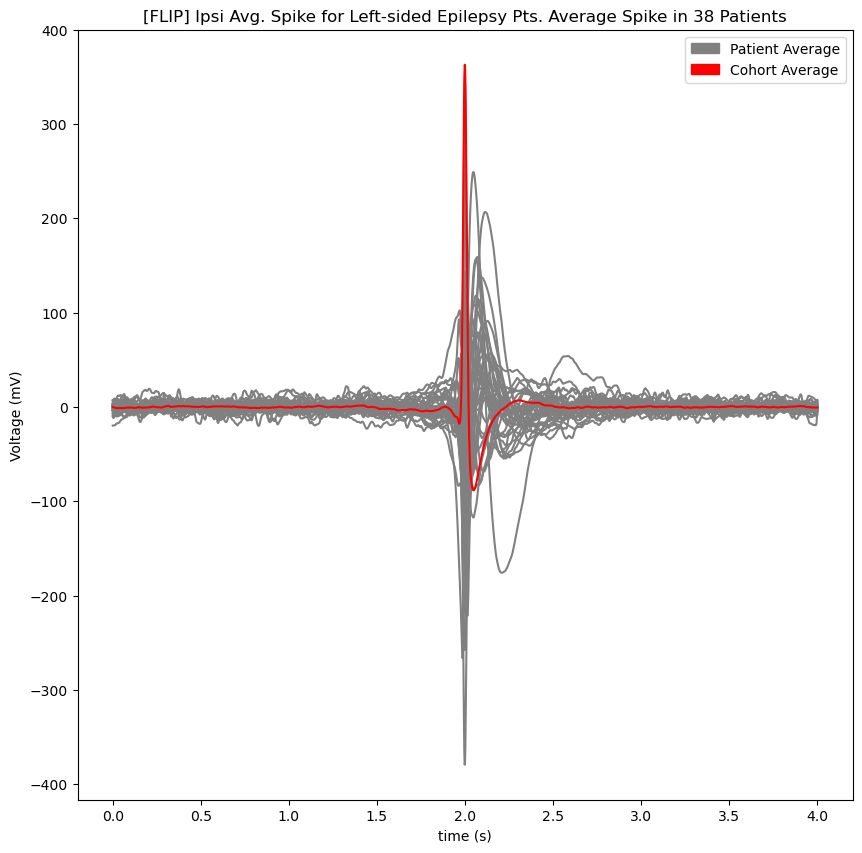 [FLIP] Ipsi Avg. Spike for Left-sided Epilepsy Pts. Average Spike in 38 Patients
Patient Average
Cohort Average
Voltage (mV)
400
300
200
100
0
−100
−200
−300
−400
0.0 0.5 1.0 1.5 2.0 2.5 3.0 3.5 4.0
time (s)